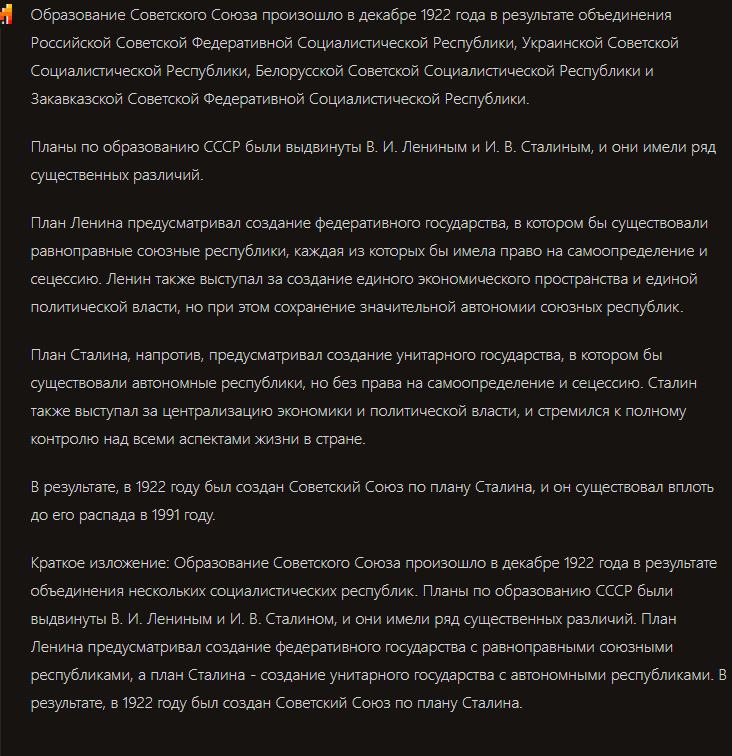 Образование Советского Союза произошло в декабре 1922 года в результате объединения
Российской Советской Федеративной Социалистической Республики, Украинской Советской
Социалистической Республики, Белорусской Советской Социалистической Республики и
Закавказской Советской Федеративной Социалистической Республики.
Планы по образованию СССР были выдвинуты В. И. Лениным и И. В. Сталиным, и они имели ряд
существенных различий.
План Ленина предусматривал создание федеративного государства, в котором бы существовали
равноправные союзные республики, каждая из которых бы имела право на самоопределение и
сецессию. Ленин также выступал за создание единого экономического пространства и единой
политической власти, но при этом сохранение значительной автономии союзных республик.
План Сталина, напротив, предусматривал создание унитарного государства, в котором бы
существовали автономные республики, но без права на самоопределение и сецессию. Сталин
также выступал за централизацию экономики и политической власти, и стремился к полному
контролю над всеми аспектами жизни в стране.
В результате, в 1922 году был создан Советский Союз по плану Сталина, и он существовал вплоть
до его распада в 1991 году.
Краткое изложение: Образование Советского Союза произошло в декабре 1922 года в результате
объединения нескольких социалистических республик. Планы по образованию СССР были
выдвинуты В. И. Лениным и И. В. Сталином, и они имели ряд существенных различий. План
Ленина предусматривал создание федеративного государства с равноправными союзными
республиками, а план Сталина - создание унитарного государства с автономными республиками. В
результате, в 1922 году был создан Советский Союз по плану Сталина.